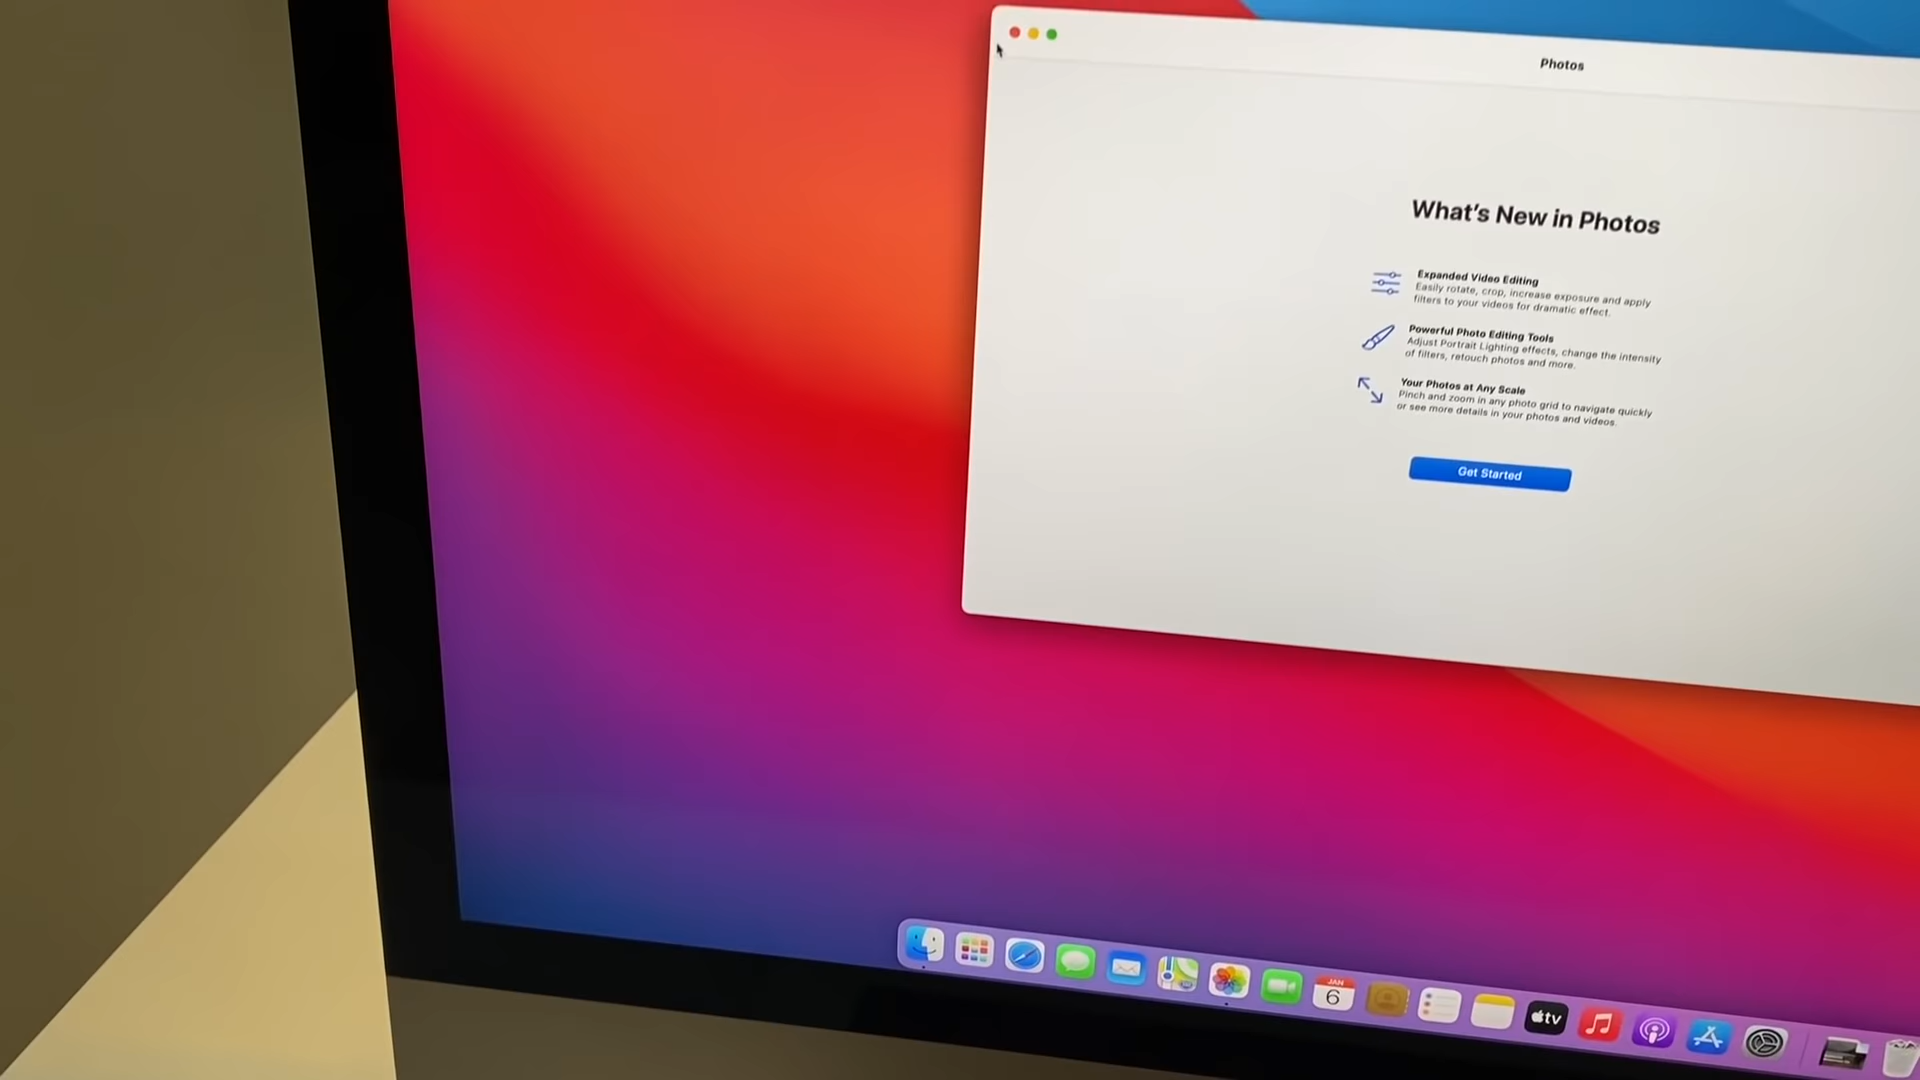 Photos
What's New in Photos
Expanded Video Editing
Easily rotate, crop, increase exposure and apply
filters to your videos for dramatic effect.
Powerful Photo Editing Tools
Adjust Portrait Lighting effects, change the intensity
of filters, retouch photos and more.
Your Photos at Any Scale
Pinch and zoom in any photo grid to navigate quickly
or see more details in your photos and videos.
Get Started
JAN
6
tv